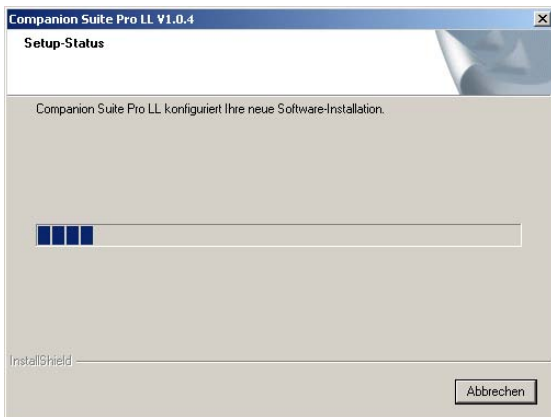 Companion Suite Pro LL V1.0.4
Setup-Status
Companion Suite Pro LL konfiguriert Ihre neue Software-Installation.
InstallShield
Abbrechen